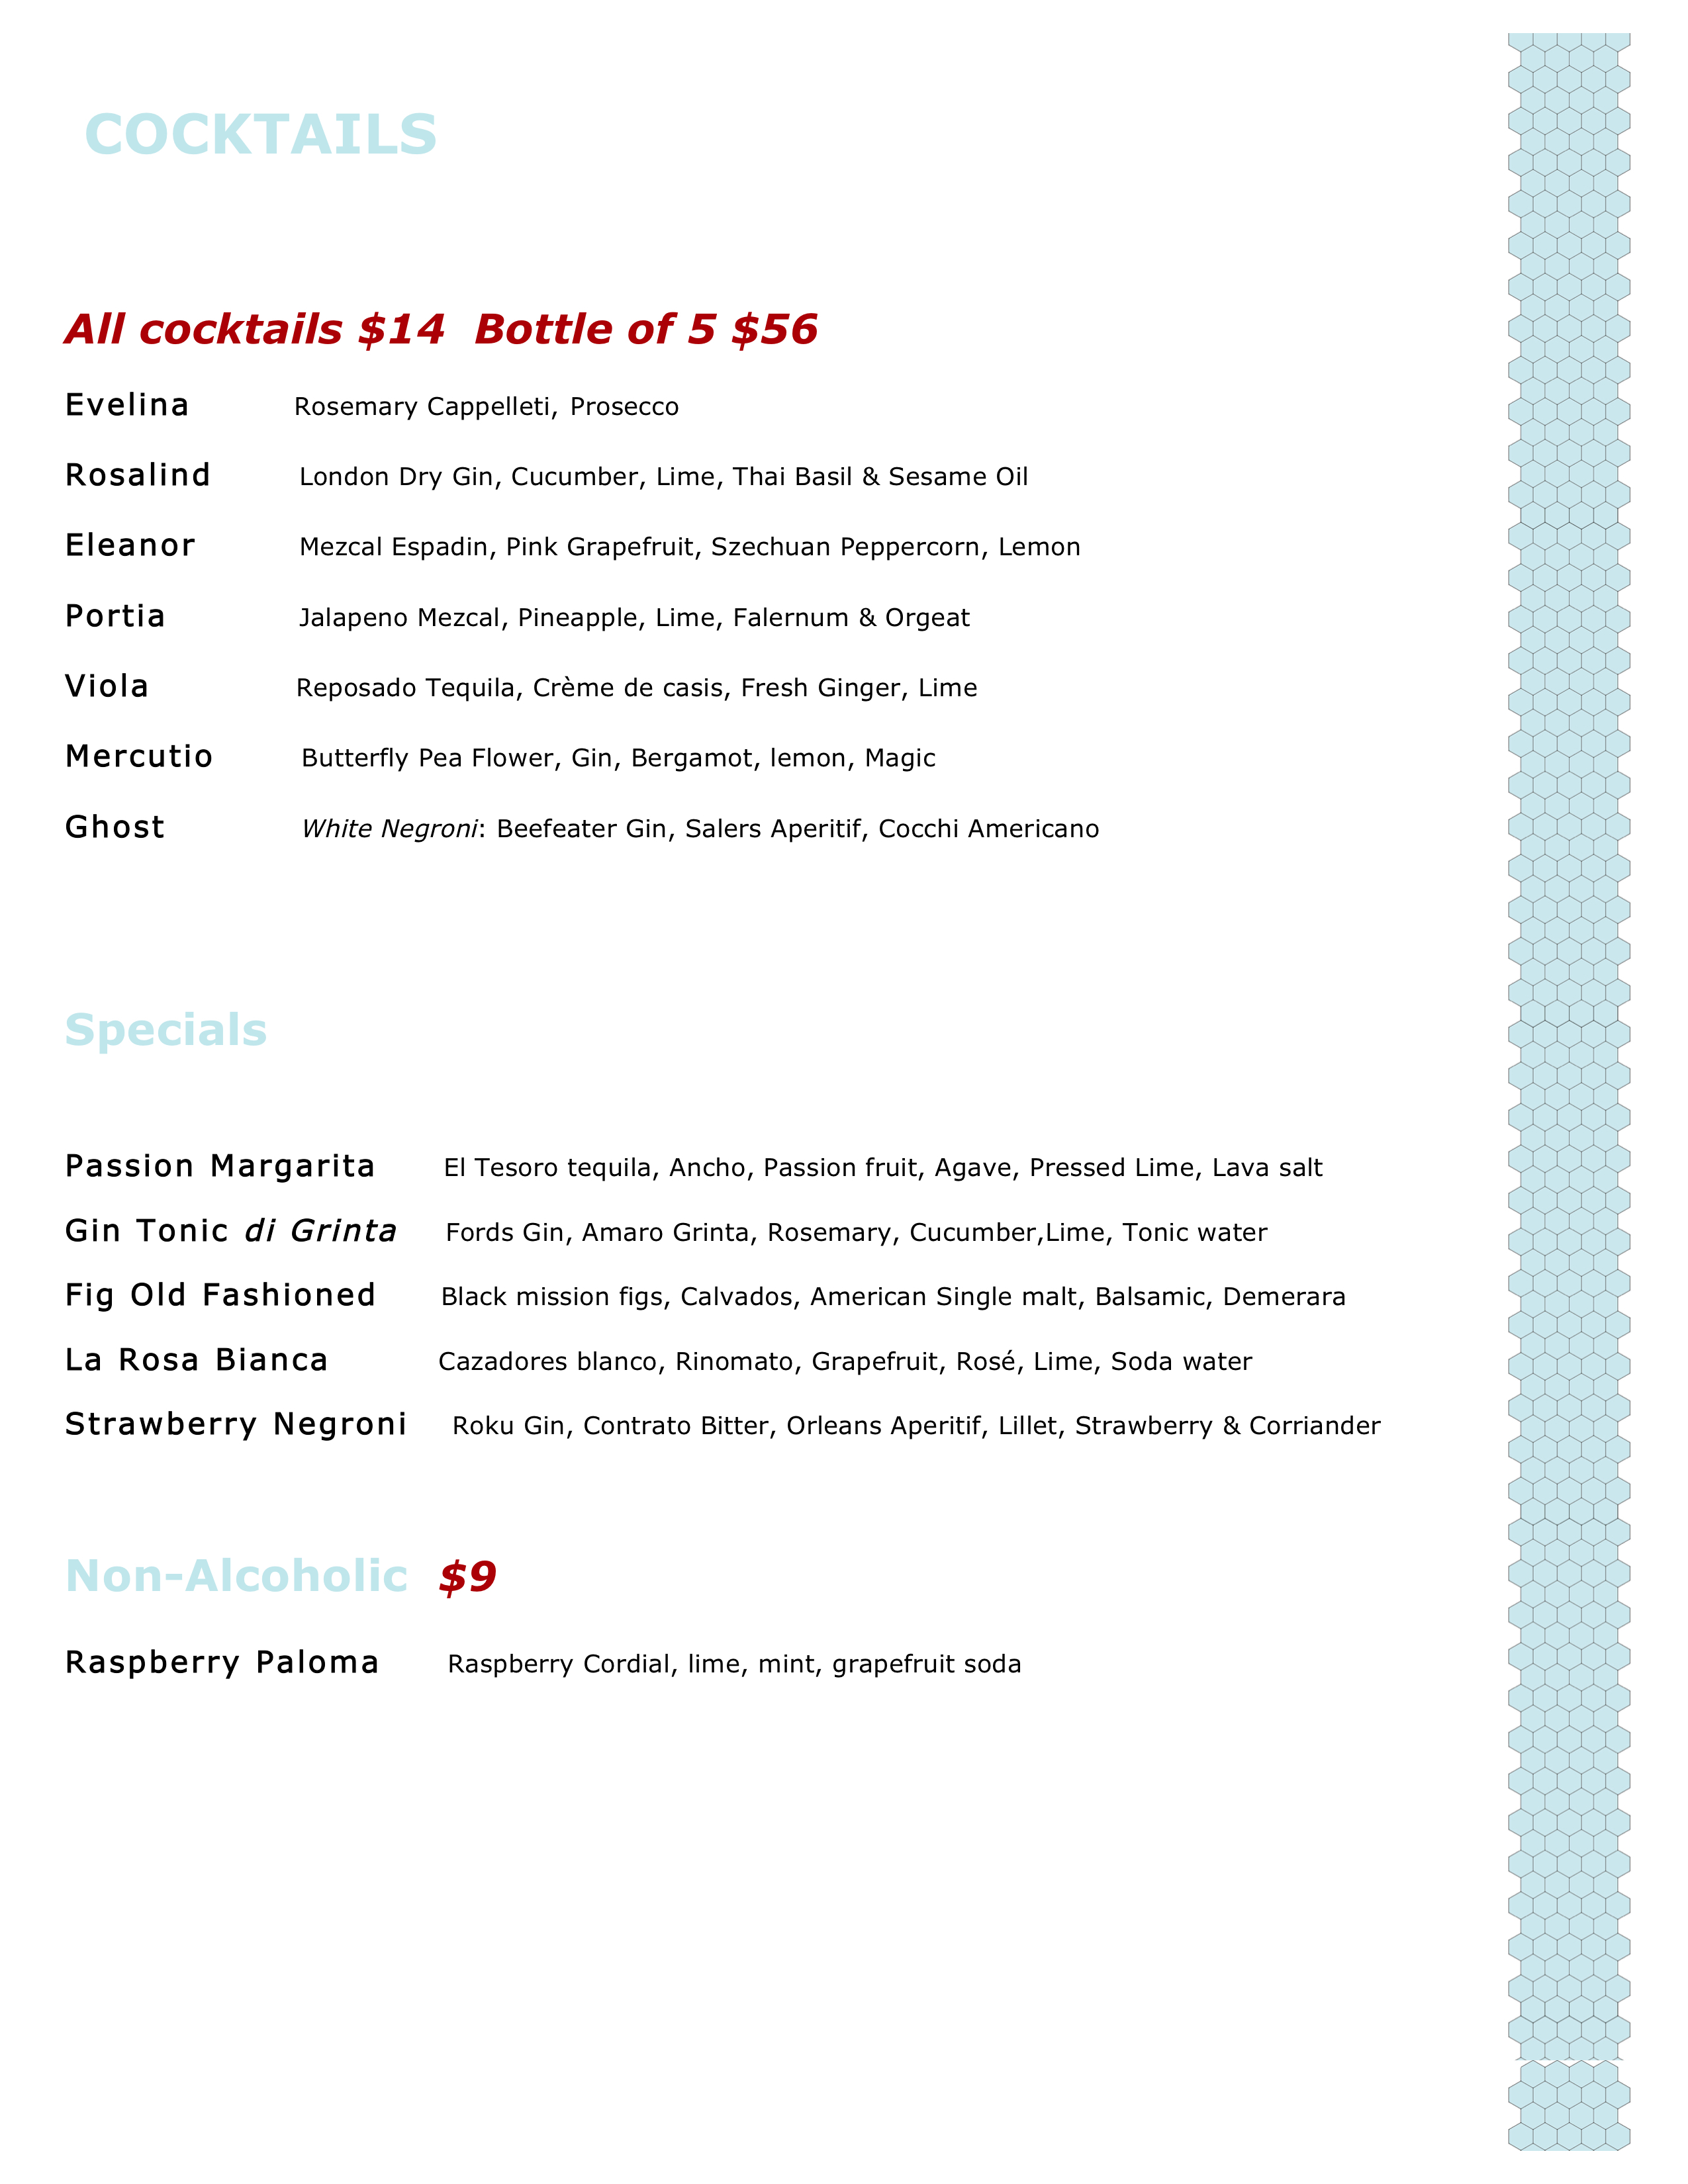 COCKTAILS
All cocktails $14 Bottle of 5 $56
Evelina Rosemary Cappelleti, Prosecco
Rosalind London Dry Gin, Cucumber, Lime, Thai Basil & Sesame Oil
Eleanor Mezcal Espadin, Pink Grapefruit, Szechuan Peppercorn, Lemon
Portia Jalapeno Mezcal, Pineapple, Lime, Falernum & Orgeat
Viola Reposado Tequila, Crème de casis, Fresh Ginger, Lime
Mercutio Butterfly Pea Flower, Gin, Bergamot, lemon, Magic
Ghost White Negroni: Beefeater Gin, Salers Aperitif, Cocchi Americano
Specials
Passion Margarita El Tesoro tequila, Ancho, Passion fruit, Agave, Pressed Lime, Lava salt
Gin Tonic di Grinta Fords Gin, Amaro Grinta, Rosemary, Cucumber,Lime, Tonic water
Fig Old Fashioned Black mission figs, Calvados, American Single malt, Balsamic, Demerara
La Rosa Bianca Cazadores blanco, Rinomato, Grapefruit, Rosé, Lime, Soda water
Strawberry Negroni Roku Gin, Contrato Bitter, Orleans Aperitif, Lillet, Strawberry & Corriander
Non-Alcoholic $9
Raspberry Paloma Raspberry Cordial, lime, mint, grapefruit soda